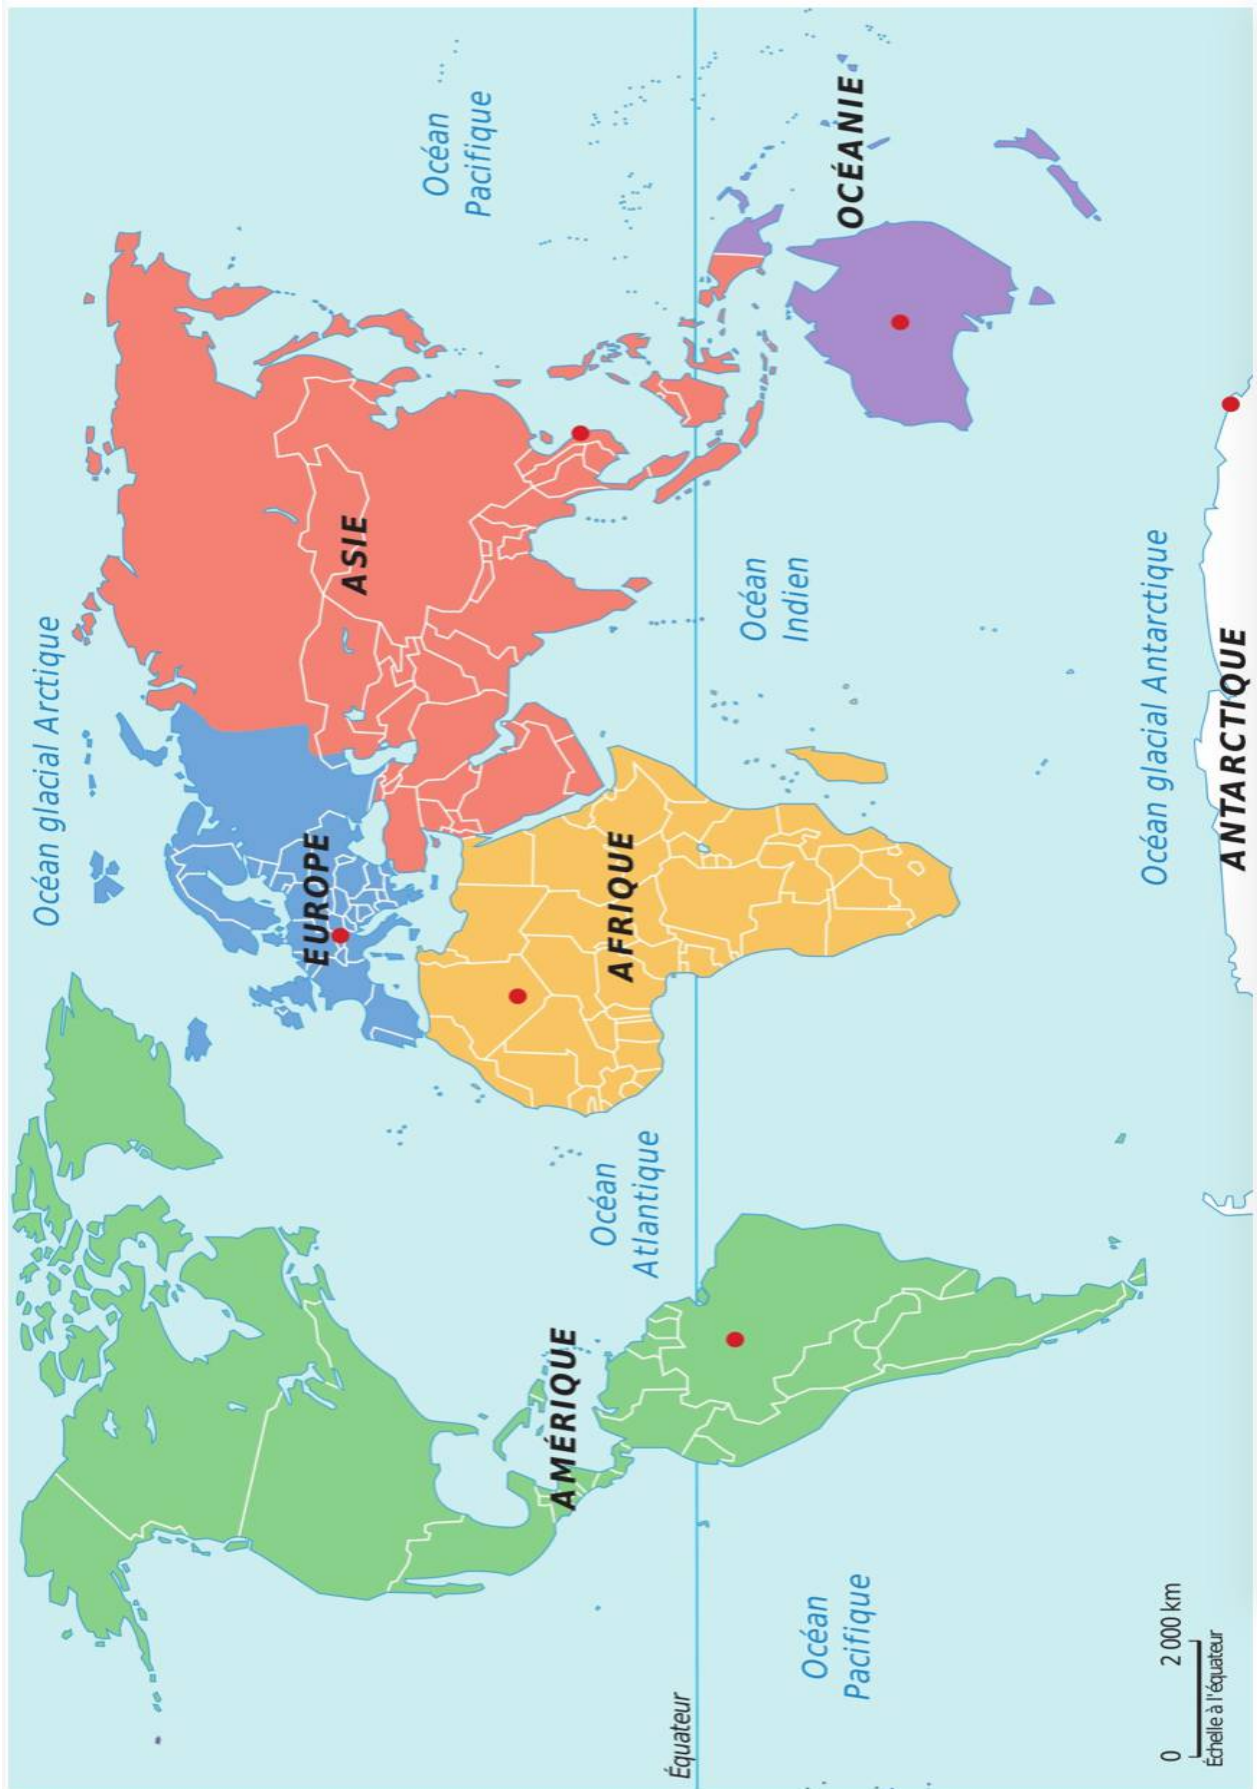 Océan glacial Arctique
EUROPE
ASIE
Océan
Pacifique
AMÉRIQUE
Océan
Atlantique
AFRIQUE
Équateur
Océan
Pacifique
Océan
Indien
OCÉANIE
Océan glacial Antarctique
ANTARCTIQUE
0 2 000 km
Échelle à l'équateur